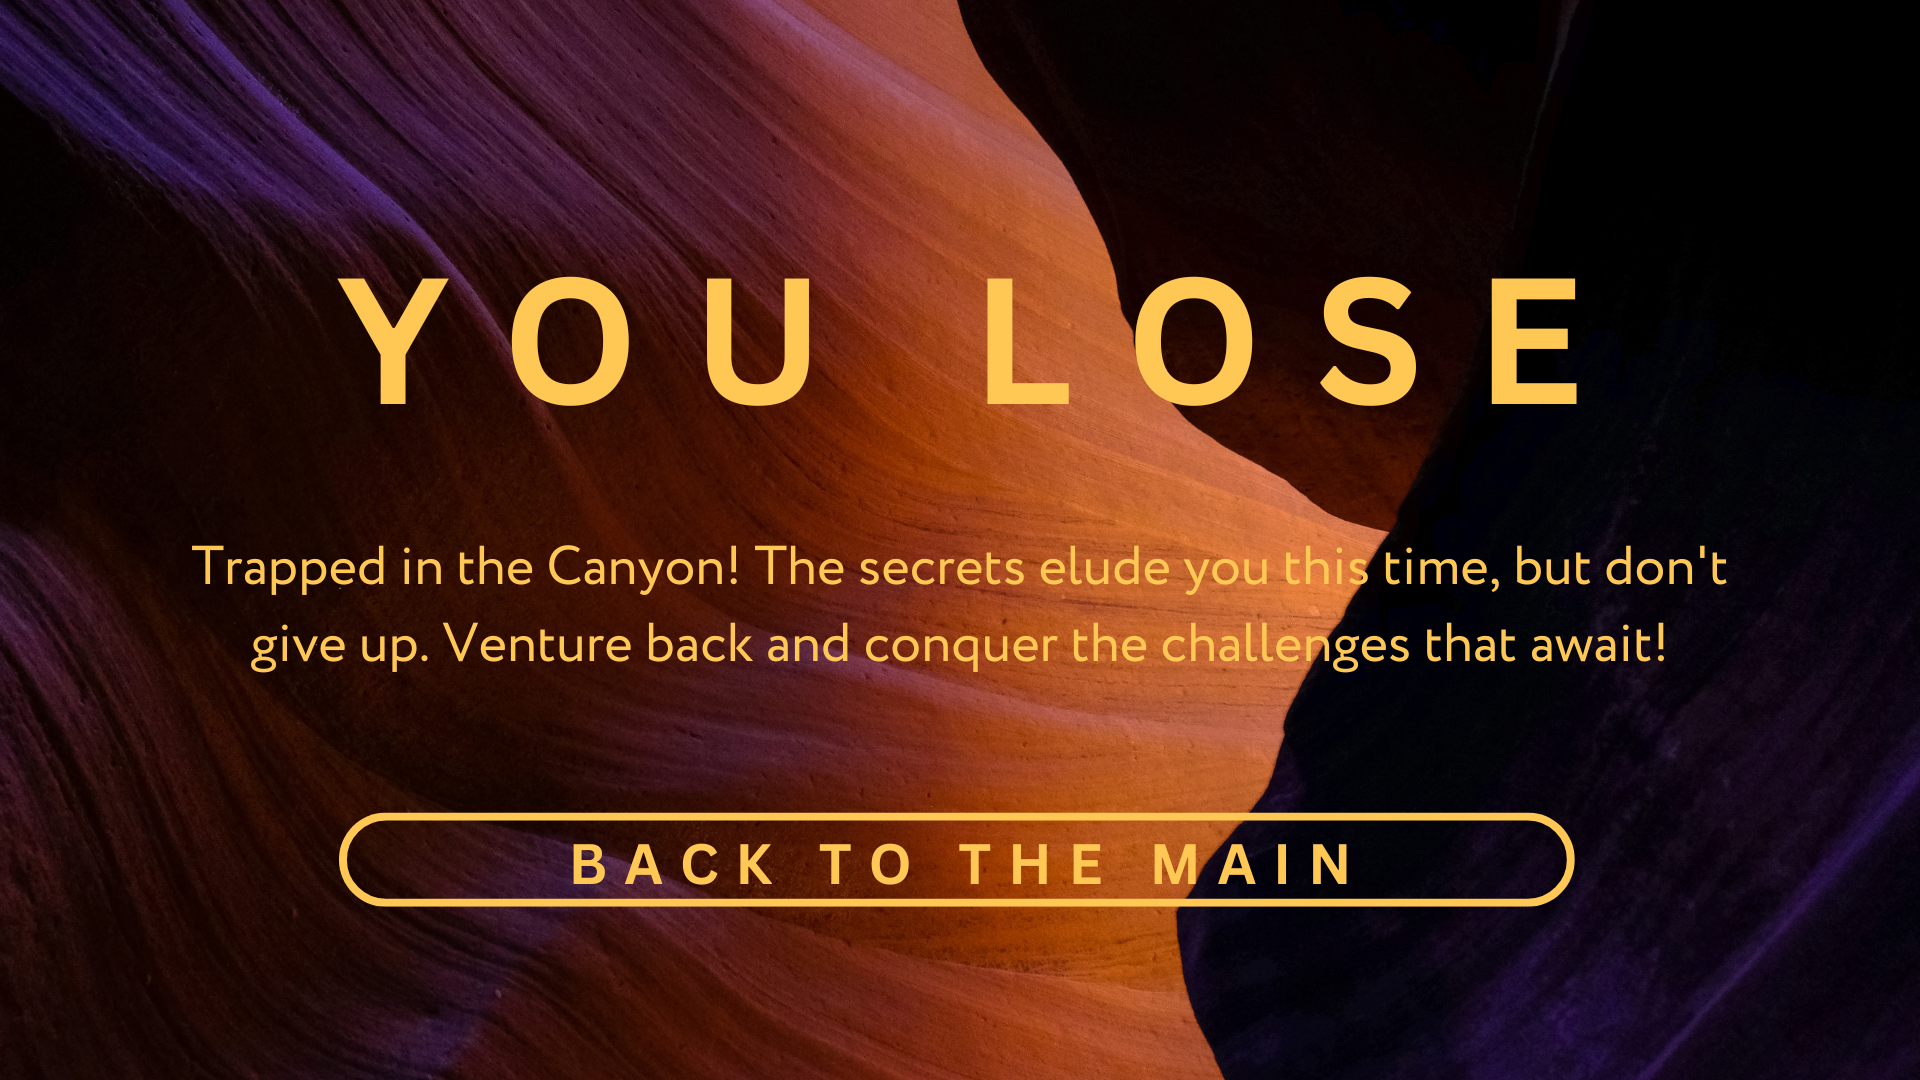 YOU LOSE
Trapped in the Canyon! The secrets elude you this time, but don't
give up. Venture back and conquer the challenges that await!
BACK TO THE MAIN